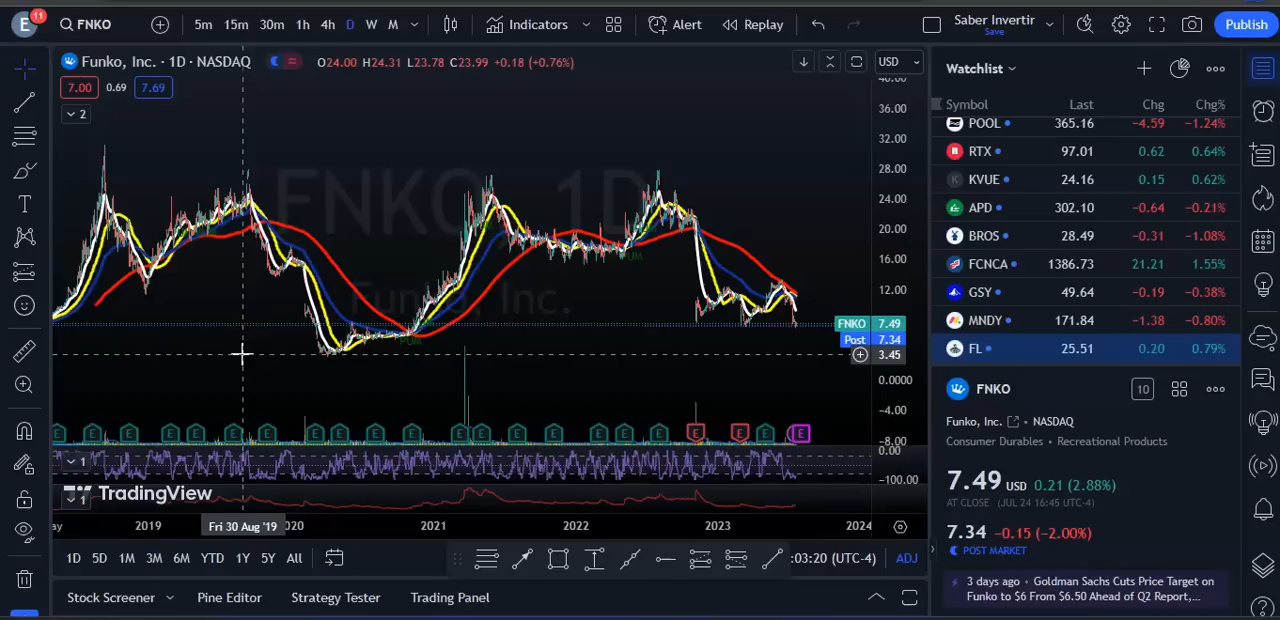 E 11 FNKO 5m 15m 30m 1h 4h D W M Indicators Alert Replay Saber Invertir Save Publish
Funko, Inc. · 1D · NASDAQ O24.00 H24.31 L23.78 C23.99 +0.18 (+0.76%) USD
7.00 0.69 7.69
2
FNKO, 1D
Funko, Inc.
40.00
36.00
32.00
28.00
24.00
20.00
16.00
12.00
FNKO 7.49
Post 7.34
3.45
0.0000
−4.00
−8.00
0.00
−100.00
1
1
TradingView
2019 Fri 30 Aug '19 2020 2021 2022 2023 2024
1D 5D 1M 3M 6M YTD 1Y 5Y All :03:20 (UTC-4) ADJ
Stock Screener Pine Editor Strategy Tester Trading Panel
Watchlist
Symbol Last Chg Chg%
POOL 365.16 −4.59 −1.24%
RTX 97.01 0.62 0.64%
KVUE 24.16 0.15 0.62%
APD 302.10 −0.64 −0.21%
BROS 28.49 −0.31 −1.08%
FCNCA 1386.73 21.21 1.55%
GSY 49.64 −0.19 −0.38%
MNDY 171.84 −1.38 −0.80%
FL 25.51 0.20 0.79%
FNKO 10
Funko, Inc. · NASDAQ
Consumer Durables · Recreational Products
7.49 USD 0.21 (2.88%)
AT CLOSE (JUL 24 16:45 UTC-4)
7.34 −0.15 (−2.00%)
POST MARKET
3 days ago · Goldman Sachs Cuts Price Target on
Funko to $6 From $6.50 Ahead of Q2 Report,...